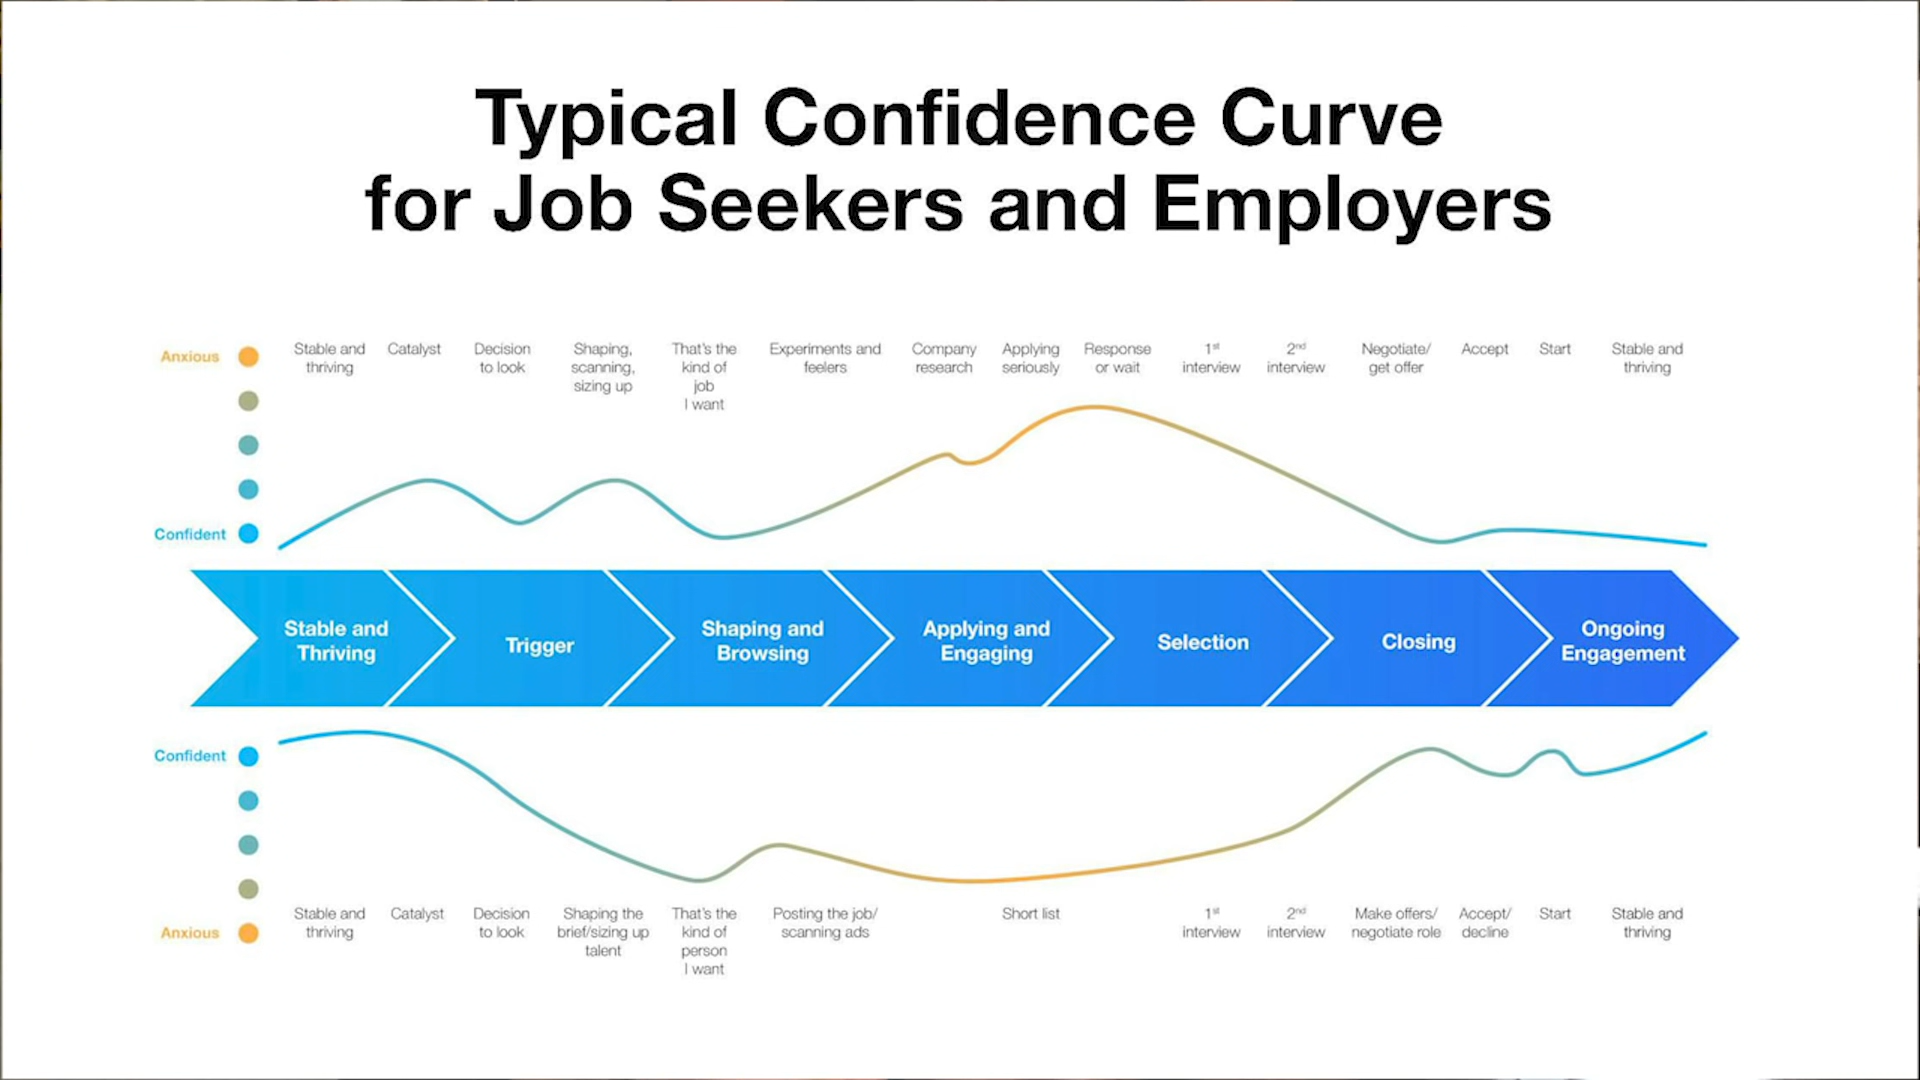 Typical Confidence Curve
for Job Seekers and Employers
Anxious
Confident
Stable and
thriving
Catalyst
Decision
to look
Shaping,
scanning,
sizing up
That's the
kind of
job
I want
Experiments and
feelers
Company
research
Applying
seriously
Response
or wait
1st
interview
2nd
interview
Negotiate/
get offer
Accept
Start
Stable and
thriving
Stable and
Thriving
Trigger
Shaping and
Browsing
Applying and
Engaging
Selection
Closing
Ongoing
Engagement
Confident
Anxious
Stable and
thriving
Catalyst
Decision
to look
Shaping the
brief/sizing up
talent
That's the
kind of
person
I want
Posting the job/
scanning ads
Short list
1st
interview
2nd
interview
Make offers/
negotiate role
Accept/
decline
Start
Stable and
thriving